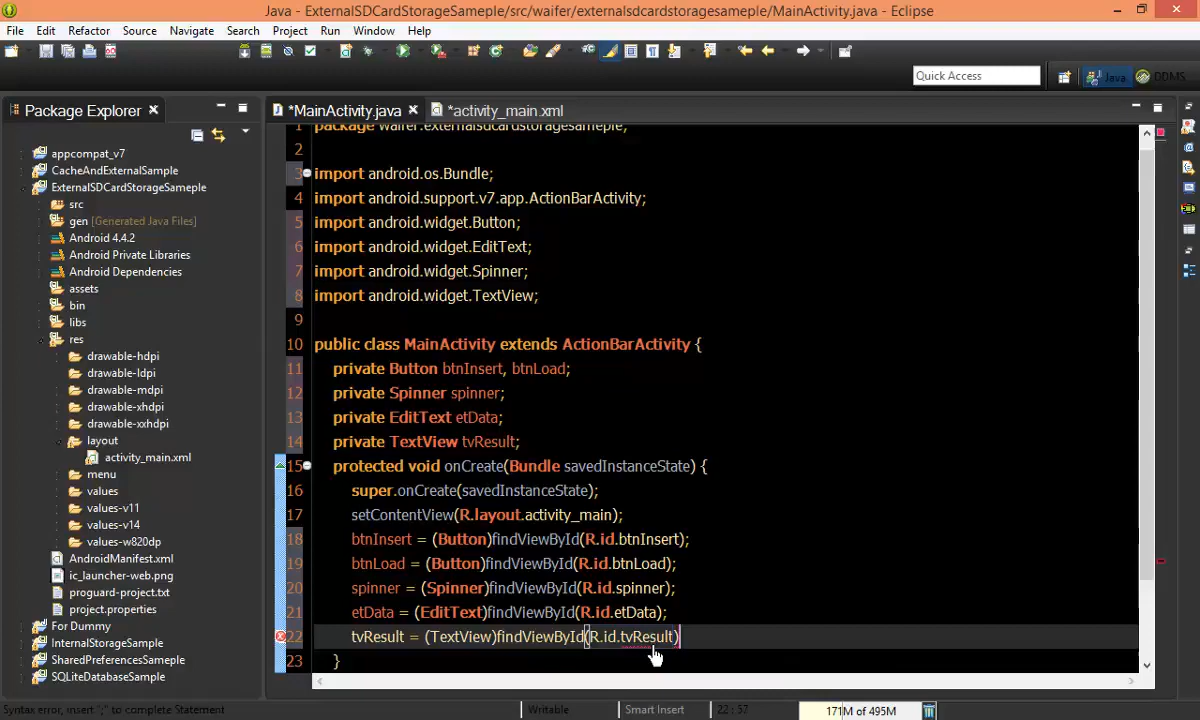 Java - ExternalSDCardStorageSameple/src/waifer/externalsdcardstoragesameple/MainActivity.java - Eclipse
File Edit Refactor Source Navigate Search Project Run Window Help
Quick Access
Java
DDMS
Package Explorer
*MainActivity.java
*activity_main.xml
appcompat_v7
CacheAndExternalSample
ExternalSDCardStorageSameple
src
gen [Generated Java Files]
Android 4.4.2
Android Private Libraries
Android Dependencies
assets
bin
libs
res
drawable-hdpi
drawable-ldpi
drawable-mdpi
drawable-xhdpi
drawable-xxhdpi
layout
activity_main.xml
menu
values
values-v11
values-v14
values-w820dp
AndroidManifest.xml
ic_launcher-web.png
proguard-project.txt
project.properties
For Dummy
InternalStorageSample
SharedPreferencesSample
SQLiteDatabaseSample
1 package waifer.externalsdcardstoragesameple;
2
3 import android.os.Bundle;
4 import android.support.v7.app.ActionBarActivity;
5 import android.widget.Button;
6 import android.widget.EditText;
7 import android.widget.Spinner;
8 import android.widget.TextView;
9
10 public class MainActivity extends ActionBarActivity {
11 private Button btnInsert, btnLoad;
12 private Spinner spinner;
13 private EditText etData;
14 private TextView tvResult;
15 protected void onCreate(Bundle savedInstanceState) {
16 super.onCreate(savedInstanceState);
17 setContentView(R.layout.activity_main);
18 btnInsert = (Button)findViewById(R.id.btnInsert);
19 btnLoad = (Button)findViewById(R.id.btnLoad);
20 spinner = (Spinner)findViewById(R.id.spinner);
21 etData = (EditText)findViewById(R.id.etData);
22 tvResult = (TextView)findViewById(R.id.tvResult)
23 }
Syntax error, insert ";" to complete Statement
Writable
Smart Insert
22 : 57
171M of 495M